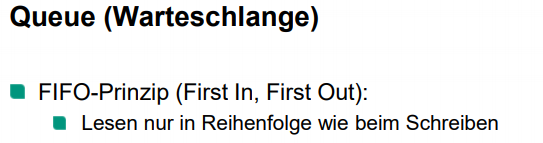 Queue (Warteschlange)
FIFO-Prinzip (First In, First Out):
Lesen nur in Reihenfolge wie beim Schreiben